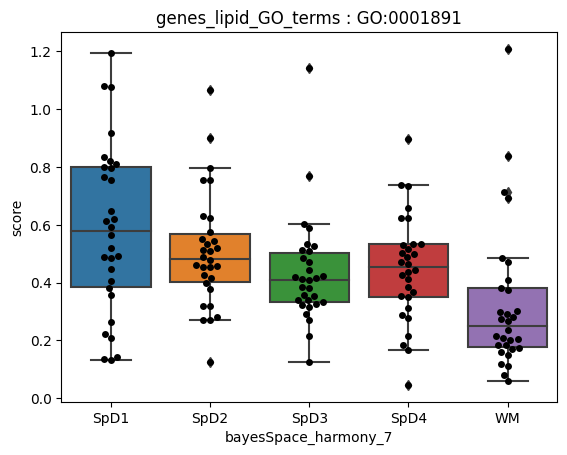 genes_lipid_GO_terms : GO:0001891
1.2
1.0
0.8
0.6
0.4
0.2
0.0
score
SpD1 SpD2 SpD3 SpD4 WM
bayesSpace_harmony_7